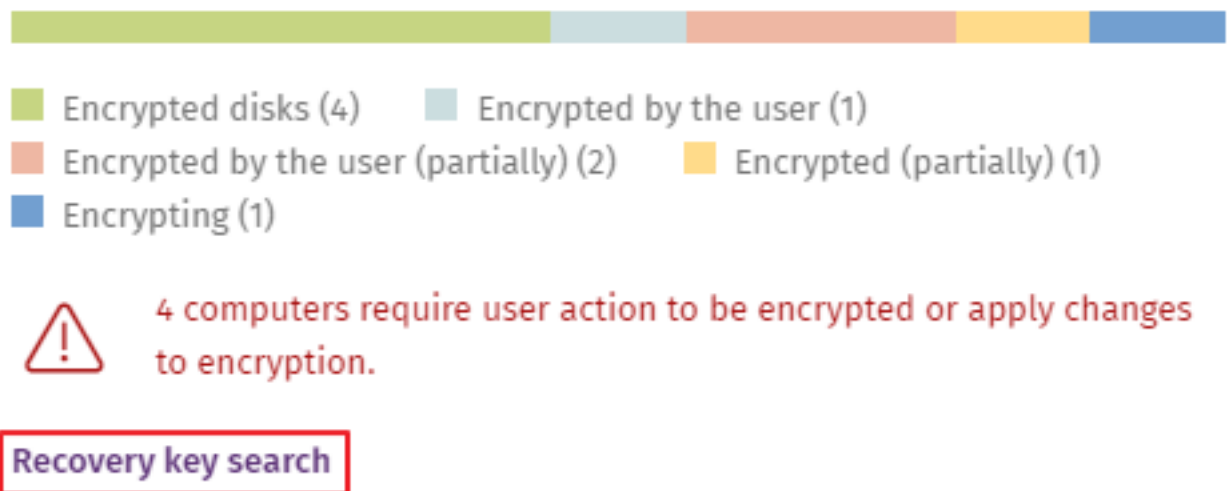 Encrypted disks (4) Encrypted by the user (1)
Encrypted by the user (partially) (2) Encrypted (partially) (1)
Encrypting (1)
4 computers require user action to be encrypted or apply changes
to encryption.
Recovery key search